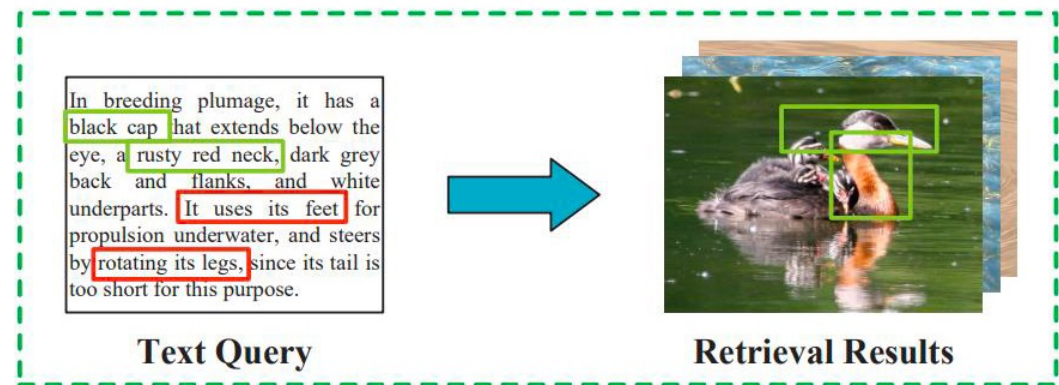 In breeding plumage, it has a
black cap that extends below the
eye, a rusty red neck, dark grey
back and flanks, and white
underparts. It uses its feet for
propulsion underwater, and steers
by rotating its legs, since its tail is
too short for this purpose.
Text Query
Retrieval Results